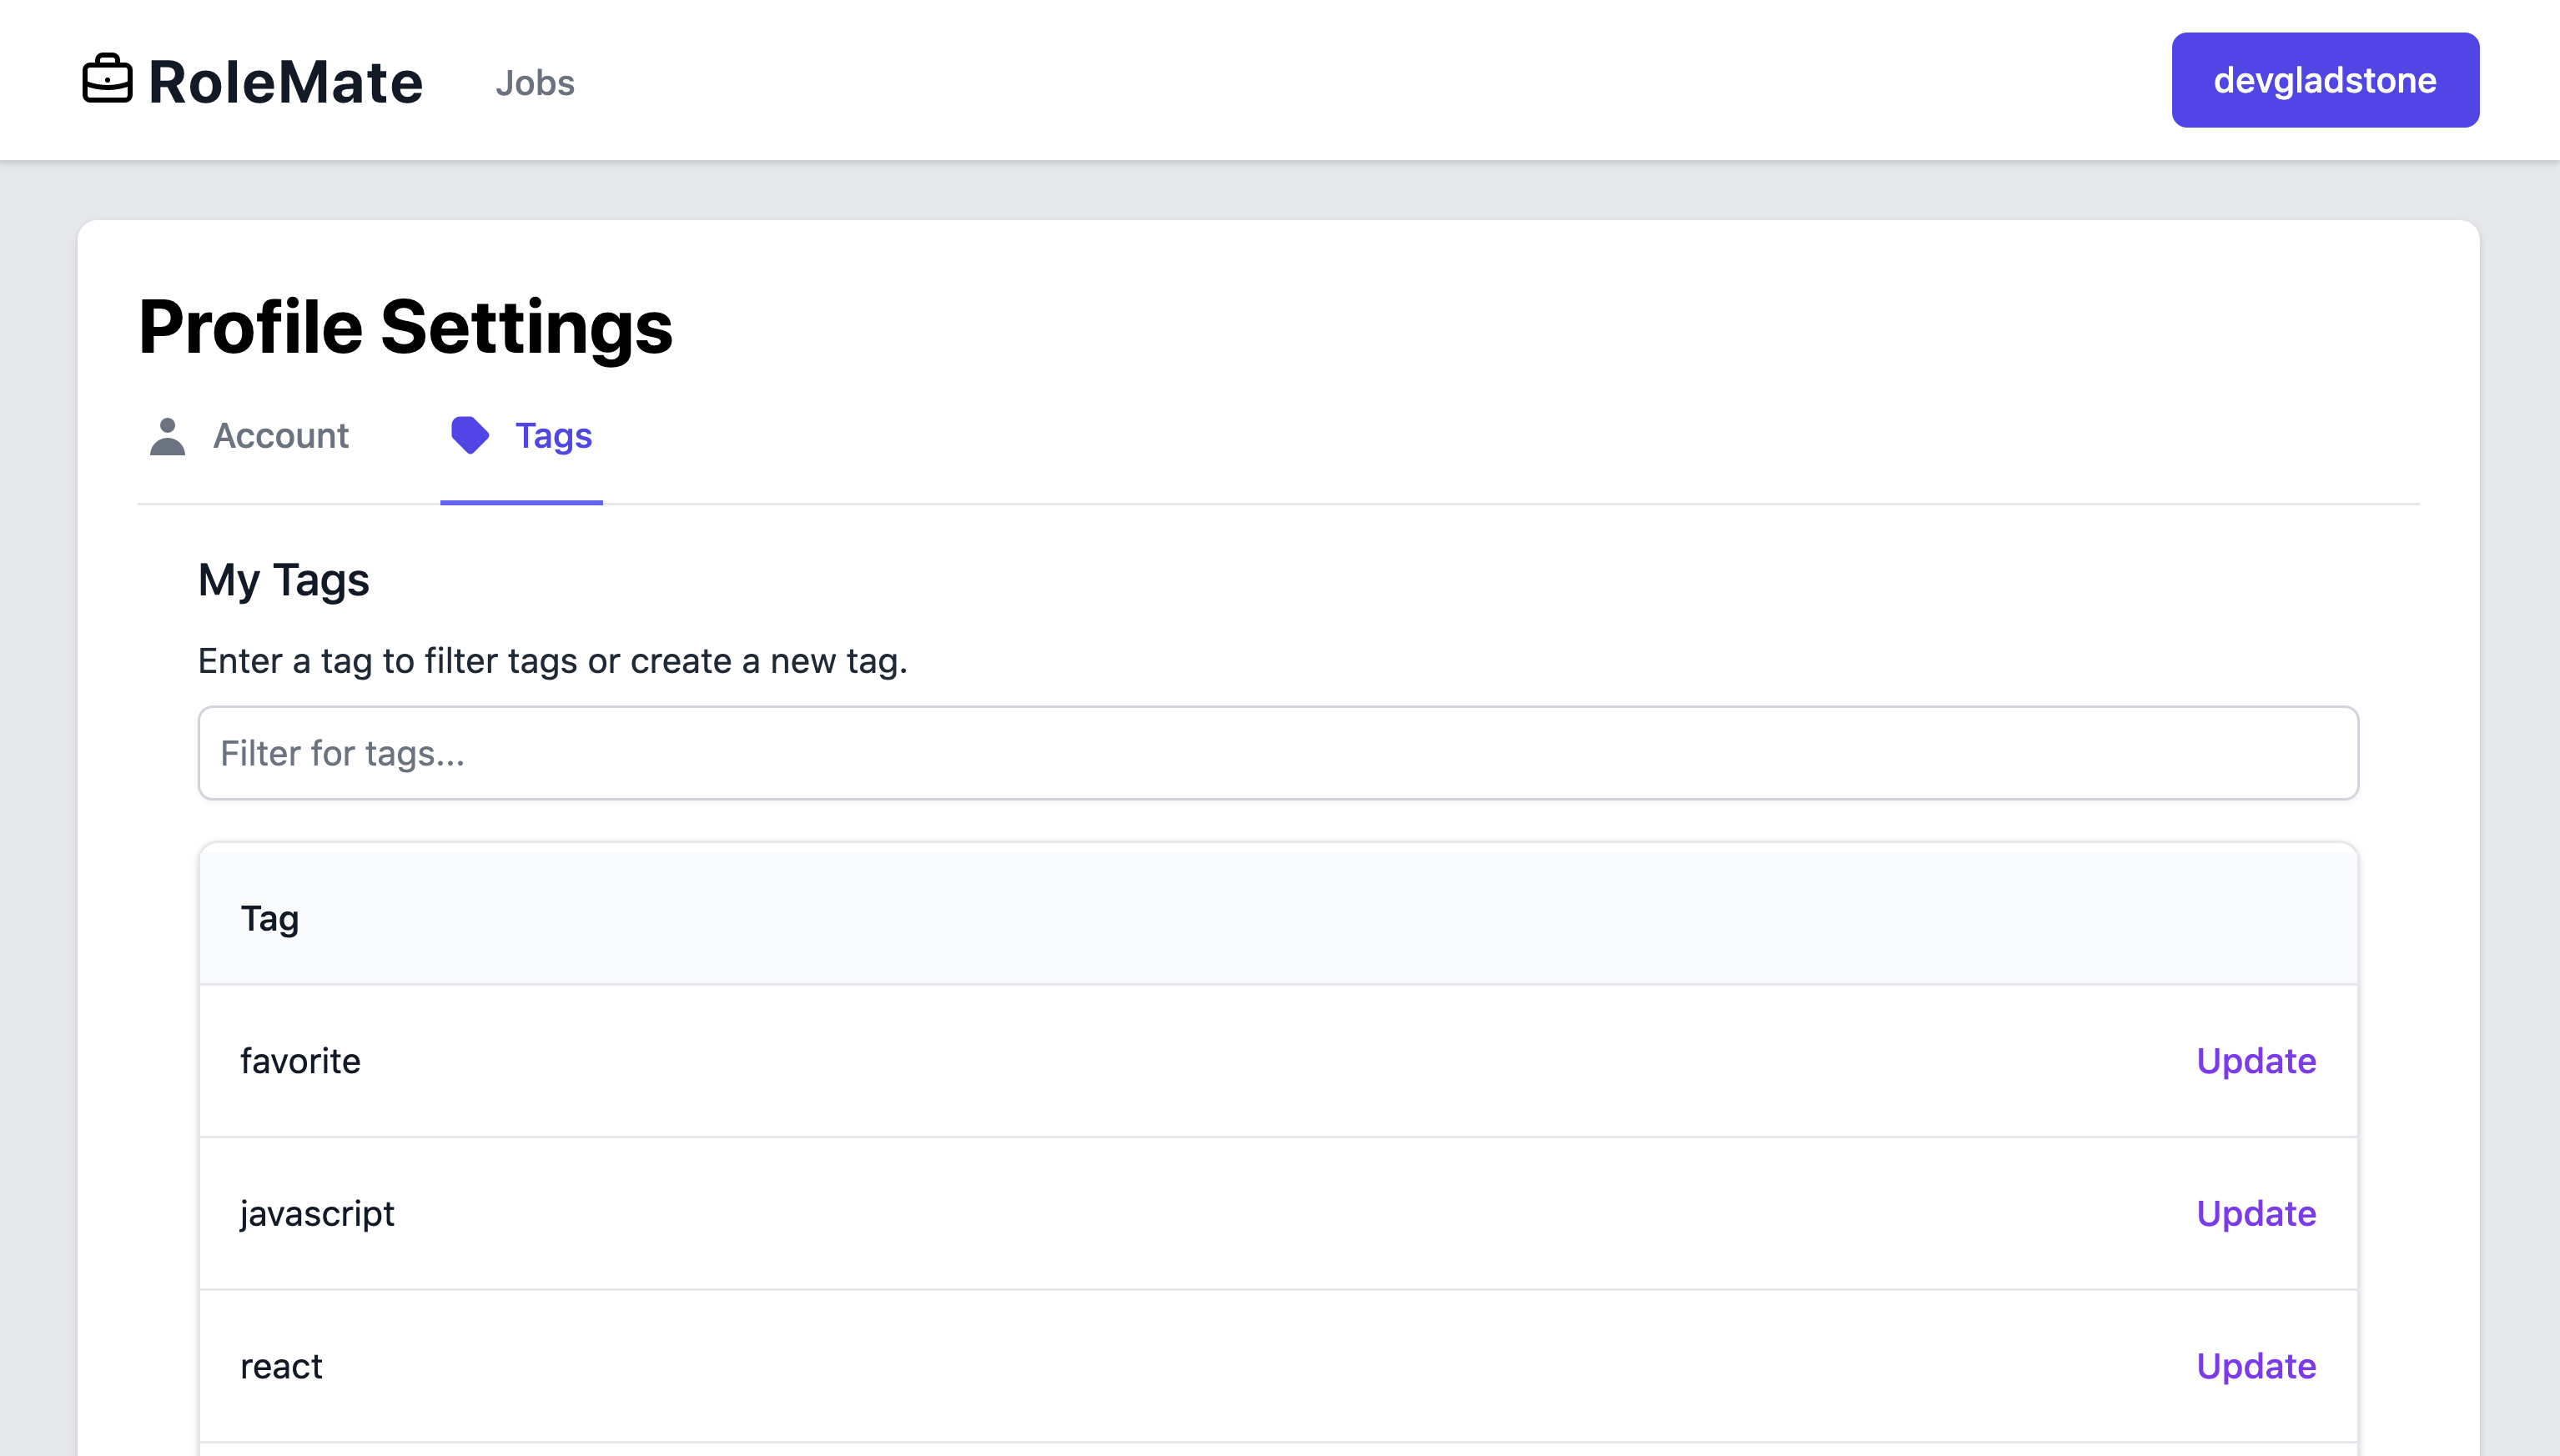 RoleMate
Jobs
devgladstone
Profile Settings
Account
Tags
My Tags
Enter a tag to filter tags or create a new tag.
Filter for tags...
Tag
favorite
Update
javascript
Update
react
Update